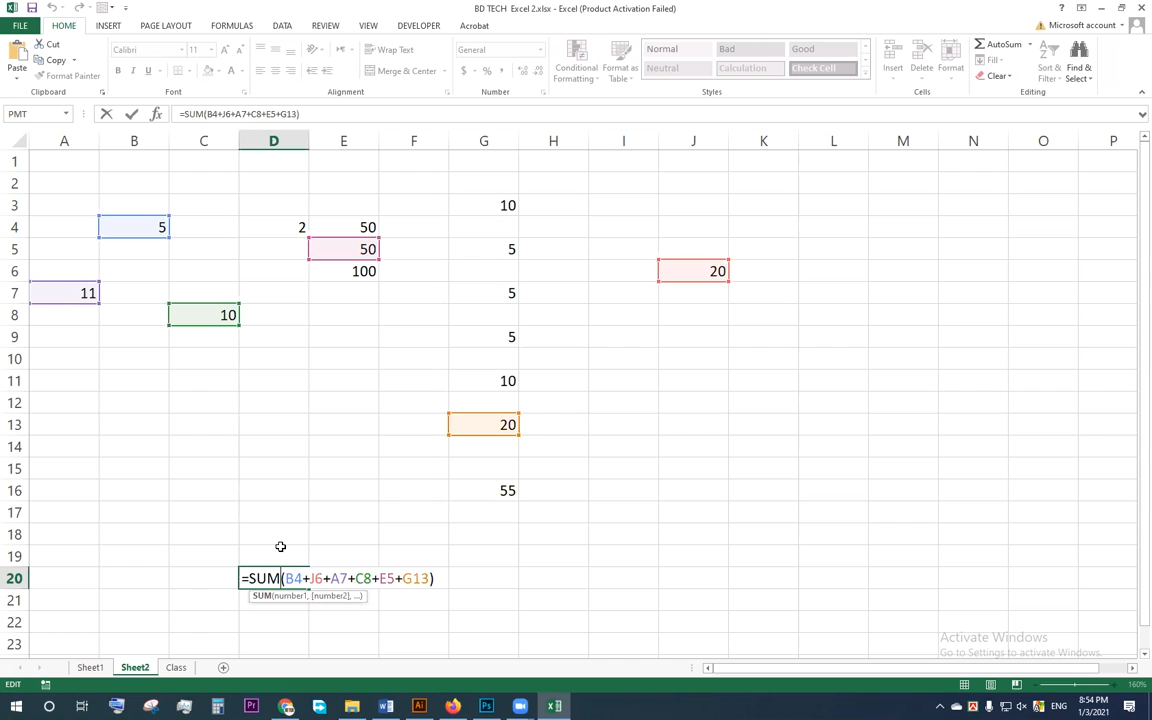 BD TECH Excel 2.xlsx - Excel (Product Activation Failed)
FILE HOME INSERT PAGE LAYOUT FORMULAS DATA REVIEW VIEW DEVELOPER Acrobat Microsoft account
Paste
Cut
Copy
Format Painter
Calibri 11
B I U
Wrap Text
Merge & Center
General
$ % ,
Conditional Formatting
Format as Table
Normal Bad Good
Neutral Calculation Check Cell
Insert Delete Format
AutoSum
Fill
Clear
Sort & Filter
Find & Select
Clipboard Font Alignment Number Styles Cells Editing
PMT fx =SUM(B4+J6+A7+C8+E5+G13)
A B C D E F G H I J K L M N O P
1
2
3 10
4 5 2 50
5 50 5
6 100 20
7 11 5
8 10
9 5
10
11 10
12
13 20
14
15
16 55
17
18
19
20 =SUM(B4+J6+A7+C8+E5+G13)
SUM(number1, [number2], ...)
21
22
23
Activate Windows
Go to Settings to activate Windows.
Sheet1 Sheet2 Class
EDIT 160%
ENG
8:54 PM
1/3/2021